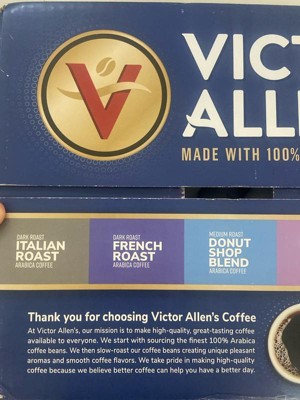 V
VICT
ALL
MADE WITH 100%
DARK ROAST
ITALIAN
ROAST
ARABICA COFFEE
DARK ROAST
FRENCH
ROAST
ARABICA COFFEE
MEDIUM ROAST
DONUT
SHOP
BLEND
ARABICA COFFEE
Thank you for choosing Victor Allen's Coffee
At Victor Allen's, our mission is to make high-quality, great-tasting coffee
available to everyone. We start with sourcing the finest 100% Arabica
coffee beans. We then slow-roast our coffee beans creating unique pleasant
aromas and smooth coffee flavors. We take pride in making high-quality
coffee because we believe better coffee can help you have a better day.